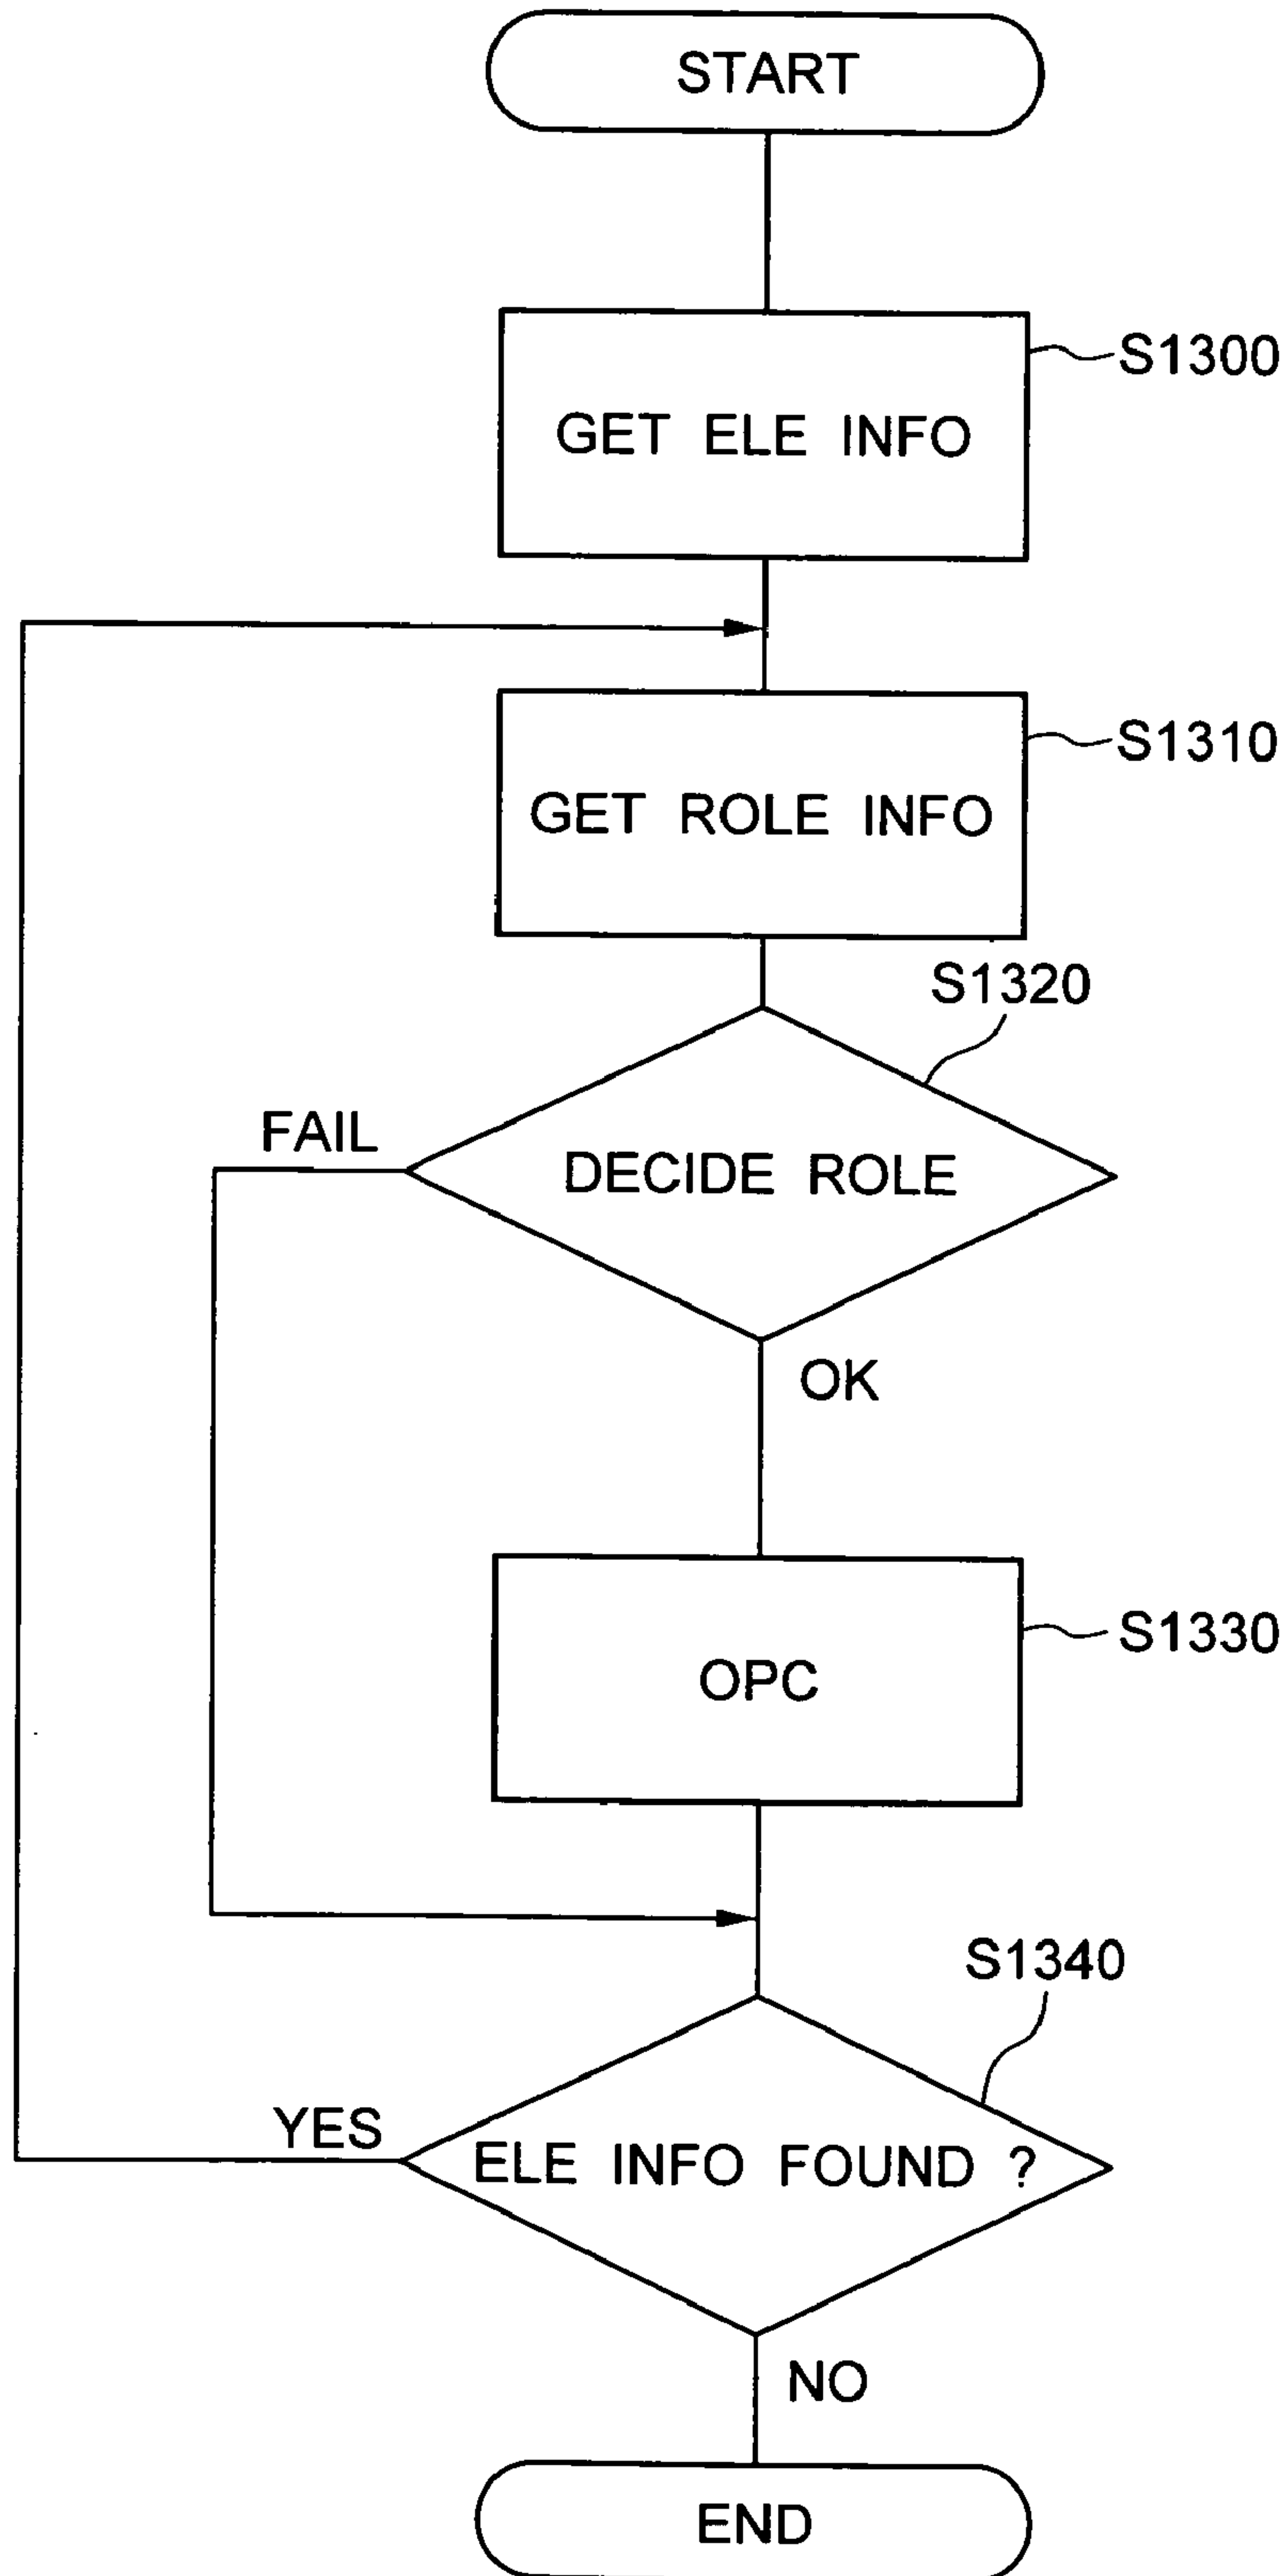 START
S1300
GET ELE INFO
S1310
GET ROLE INFO
S1320
FAIL
DECIDE ROLE
OK
S1330
OPC
S1340
YES
ELE INFO FOUND ?
NO
END